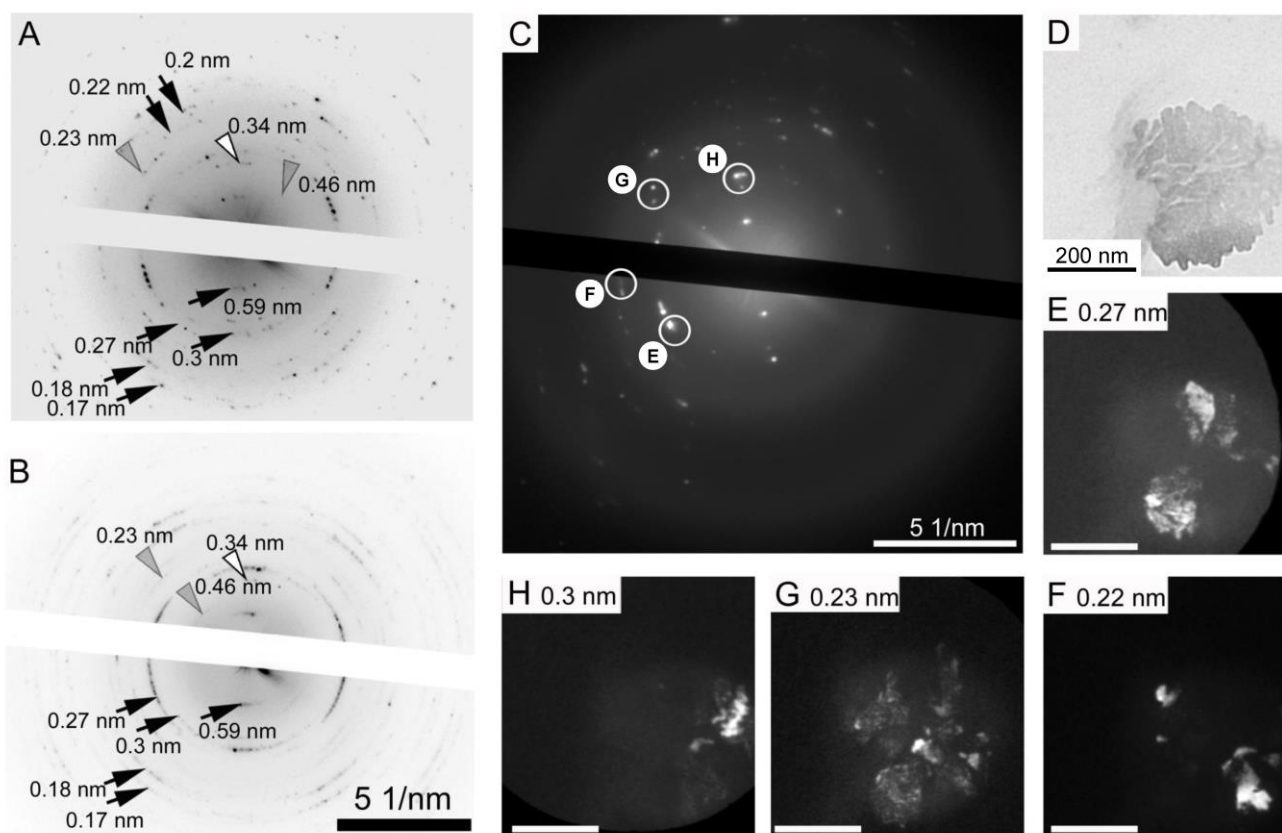 A
0.2 nm
0.22 nm
0.23 nm
0.34 nm
0.46 nm
0.59 nm
0.27 nm
0.3 nm
0.18 nm
0.17 nm
B
0.23 nm
0.34 nm
0.46 nm
0.27 nm
0.3 nm
0.59 nm
0.18 nm
0.17 nm
5 1/nm
C
G
H
F
E
5 1/nm
D
200 nm
E 0.27 nm
H 0.3 nm
G 0.23 nm
F 0.22 nm